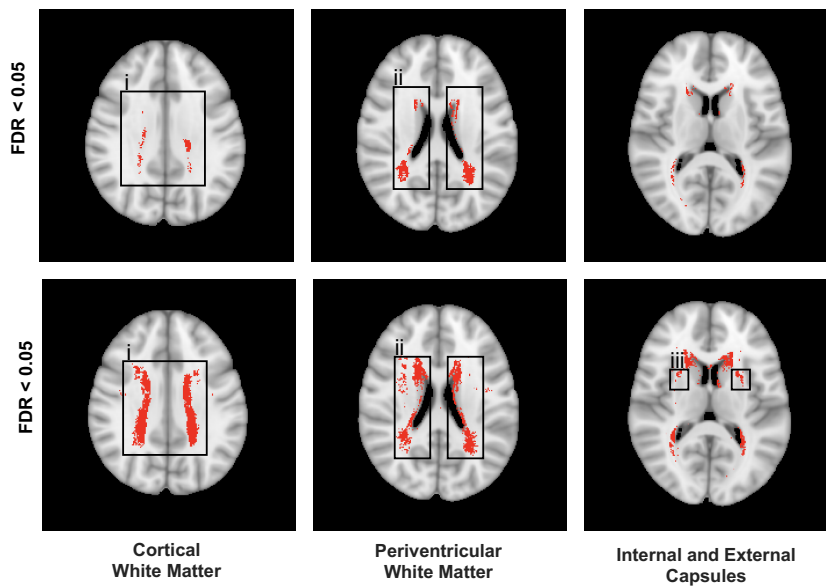 FDR < 0.05
i
ii
FDR < 0.05
i
ii
iii
Cortical
White Matter
Periventricular
White Matter
Internal and External
Capsules